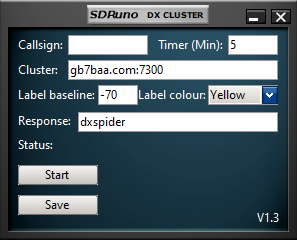 SDRuno DX CLUSTER
Callsign: Timer (Min): 5
Cluster: gb7baa.com:7300
Label baseline: -70 Label colour: Yellow
Response: dxspider
Status:
Start
Save
V1.3